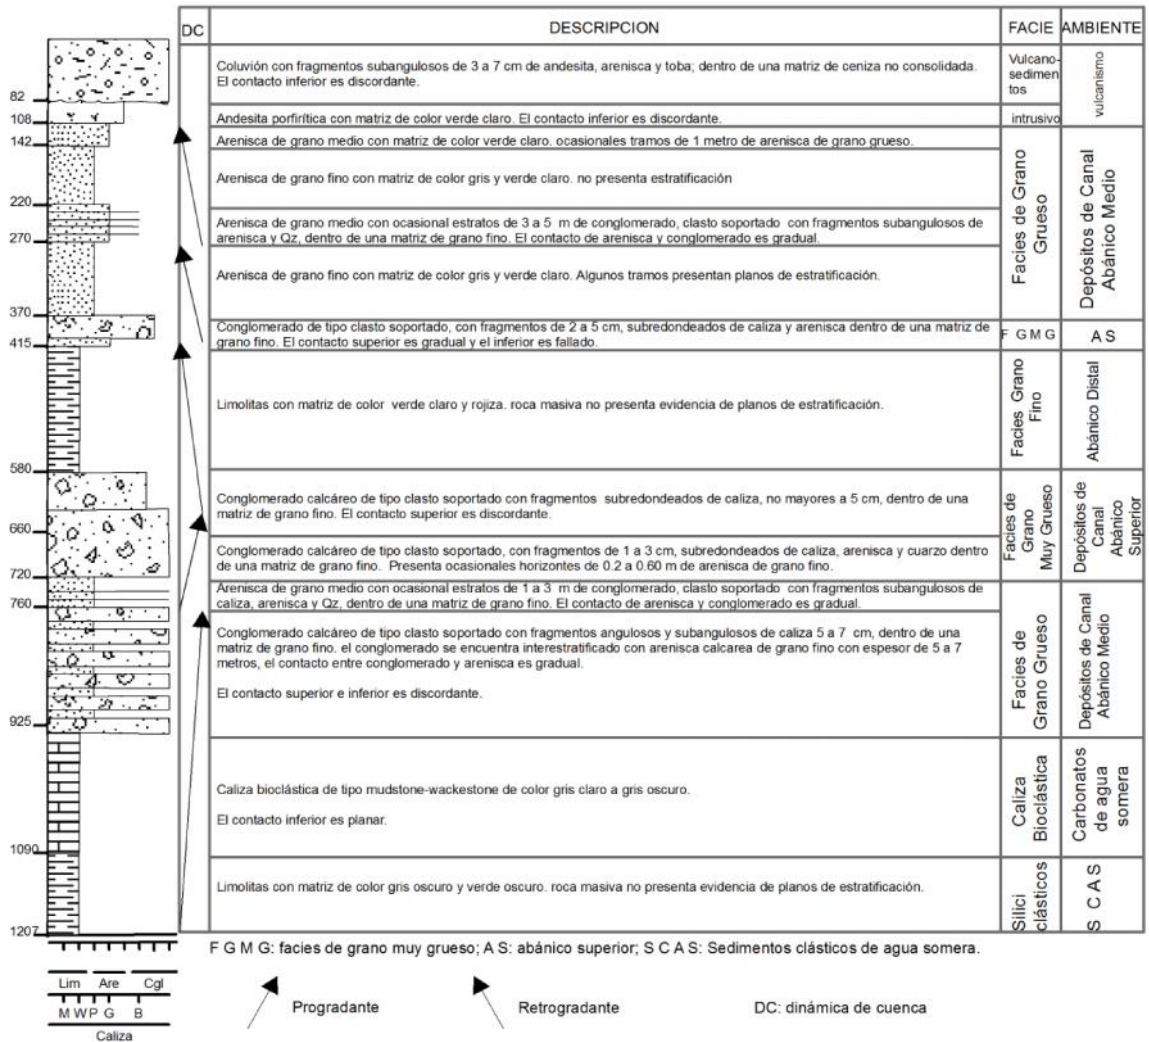 DC DESCRIPCION FACIE AMBIENTE
Coluvión con fragmentos subangulosos de 3 a 7 cm de andesita, arenisca y toba; dentro de una matriz de ceniza no consolidada.
El contacto inferior es discordante.
Vulcano-
sedimen
tos
vulcanismo
82
Andesita porfirítica con matriz de color verde claro. El contacto inferior es discordante.
intrusivo
108
Arenisca de grano medio con matriz de color verde claro. ocasionales tramos de 1 metro de arenisca de grano grueso.
142
Arenisca de grano fino con matriz de color gris y verde claro. no presenta estratificación
Facies de Grano
Grueso
Depósitos de Canal
Abánico Medio
220
Arenisca de grano medio con ocasional estratos de 3 a 5 m de conglomerado, clasto soportado con fragmentos subangulosos de
arenisca y Qz, dentro de una matriz de grano fino. El contacto de arenisca y conglomerado es gradual.
270
Arenisca de grano fino con matriz de color gris y verde claro. Algunos tramos presentan planos de estratificación.
370
Conglomerado de tipo clasto soportado, con fragmentos de 2 a 5 cm, subredondeados de caliza y arenisca dentro de una matriz de
grano fino. El contacto superior es gradual y el inferior es fallado.
F G M G
A S
415
Limolitas con matriz de color verde claro y rojiza. roca masiva no presenta evidencia de planos de estratificación.
Facies Grano
Fino
Abánico Distal
580
Conglomerado calcáreo de tipo clasto soportado con fragmentos subredondeados de caliza, no mayores a 5 cm, dentro de una
matriz de grano fino. El contacto superior es discordante.
Facies de
Grano
Muy Grueso
Depósitos de
Canal
Abánico
Superior
660
Conglomerado calcáreo de tipo clasto soportado, con fragmentos de 1 a 3 cm, subredondeados de caliza, arenisca y cuarzo dentro
de una matriz de grano fino. Presenta ocasionales horizontes de 0.2 a 0.60 m de arenisca de grano fino.
720
Arenisca de grano medio con ocasional estratos de 1 a 3 m de conglomerado, clasto soportado con fragmentos subangulosos de
caliza, arenisca y Qz, dentro de una matriz de grano fino. El contacto de arenisca y conglomerado es gradual.
760
Conglomerado calcáreo de tipo clasto soportado con fragmentos angulosos y subangulosos de caliza 5 a 7 cm, dentro de una
matriz de grano fino. el conglomerado se encuentra interestratificado con arenisca calcarea de grano fino con espesor de 5 a 7
metros, el contacto entre conglomerado y arenisca es gradual.
El contacto superior e inferior es discordante.
Facies de
Grano Grueso
Depósitos de Canal
Abánico Medio
925
Caliza bioclástica de tipo mudstone-wackestone de color gris claro a gris oscuro.
El contacto inferior es planar.
Caliza
Bioclástica
Carbonatos
de agua
somera
1090
Limolitas con matriz de color gris oscuro y verde oscuro. roca masiva no presenta evidencia de planos de estratificación.
Silici
clásticos
S C A S
1207
F G M G: facies de grano muy grueso; A S: abánico superior; S C A S: Sedimentos clásticos de agua somera.
Lim Are Cgl
M W P G B
Caliza
Progradante
Retrogradante
DC: dinámica de cuenca